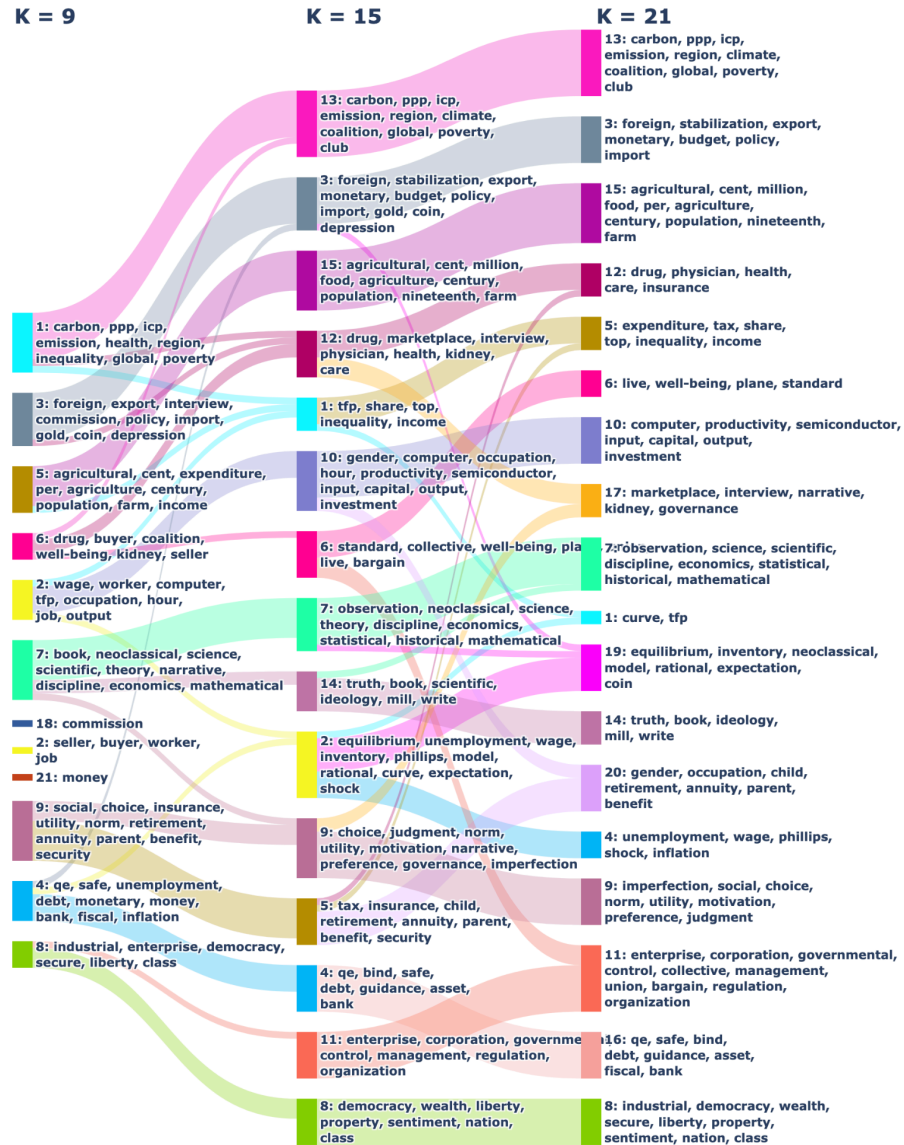 K = 9
K = 15
K = 21
1: carbon, ppp, icp,
emission, health, region,
inequality, global, poverty
3: foreign, export, interview,
commission, policy, import,
gold, coin, depression
5: agricultural, cent, expenditure,
per, agriculture, century,
population, farm, income
6: drug, buyer, coalition,
well-being, kidney, seller
2: wage, worker, computer,
tfp, occupation, hour,
job, output
7: book, neoclassical, science,
scientific, theory, narrative,
discipline, economics, mathematical
18: commission
2: seller, buyer, worker,
job
21: money
9: social, choice, insurance,
utility, norm, retirement,
annuity, parent, benefit,
security
4: qe, safe, unemployment,
debt, monetary, money,
bank, fiscal, inflation
8: industrial, enterprise, democracy,
secure, liberty, class
13: carbon, ppp, icp,
emission, region, climate,
coalition, global, poverty,
club
3: foreign, stabilization, export,
monetary, budget, policy,
import, gold, coin,
depression
15: agricultural, cent, million,
food, agriculture, century,
population, nineteenth, farm
12: drug, marketplace, interview,
physician, health, kidney,
care
1: tfp, share, top,
inequality, income
10: gender, computer, occupation,
hour, productivity, semiconductor,
input, capital, output,
investment
6: standard, collective, well-being,
live, bargain
7: observation, neoclassical, science,
theory, discipline, economics,
statistical, historical, mathematical
14: truth, book, scientific,
ideology, mill, write
2: equilibrium, unemployment, wage,
inventory, phillips, model,
rational, curve, expectation,
shock
9: choice, judgment, norm,
utility, motivation, narrative,
preference, governance, imperfection
5: tax, insurance, child,
retirement, annuity, parent,
benefit, security
4: qe, bind, safe,
debt, guidance, asset,
bank
11: enterprise, corporation,
control, management, regulation,
organization
8: democracy, wealth, liberty,
property, sentiment, nation,
class
13: carbon, ppp, icp,
emission, region, climate,
coalition, global, poverty,
club
3: foreign, stabilization, export,
monetary, budget, policy,
import
15: agricultural, cent, million,
food, per, agriculture,
century, population, nineteenth,
farm
12: drug, physician, health,
care, insurance
5: expenditure, tax, share,
top, inequality, income
6: live, well-being, plane, standard
10: computer, productivity, semiconductor,
input, capital, output,
investment
17: marketplace, interview, narrative,
kidney, governance
7: observation, science, scientific,
discipline, economics, statistical,
historical, mathematical
1: curve, tfp
19: equilibrium, inventory, neoclassical,
model, rational, expectation,
coin
14: truth, book, ideology,
mill, write
20: gender, occupation, child,
retirement, annuity, parent,
benefit
4: unemployment, wage, phillips,
shock, inflation
9: imperfection, social, choice,
norm, utility, motivation,
preference, judgment
11: enterprise, corporation, governmental,
control, collective, management,
union, bargain, regulation,
organization
16: qe, safe, bind,
debt, guidance, asset,
fiscal, bank
8: industrial, democracy, wealth,
secure, liberty, property,
sentiment, nation, class